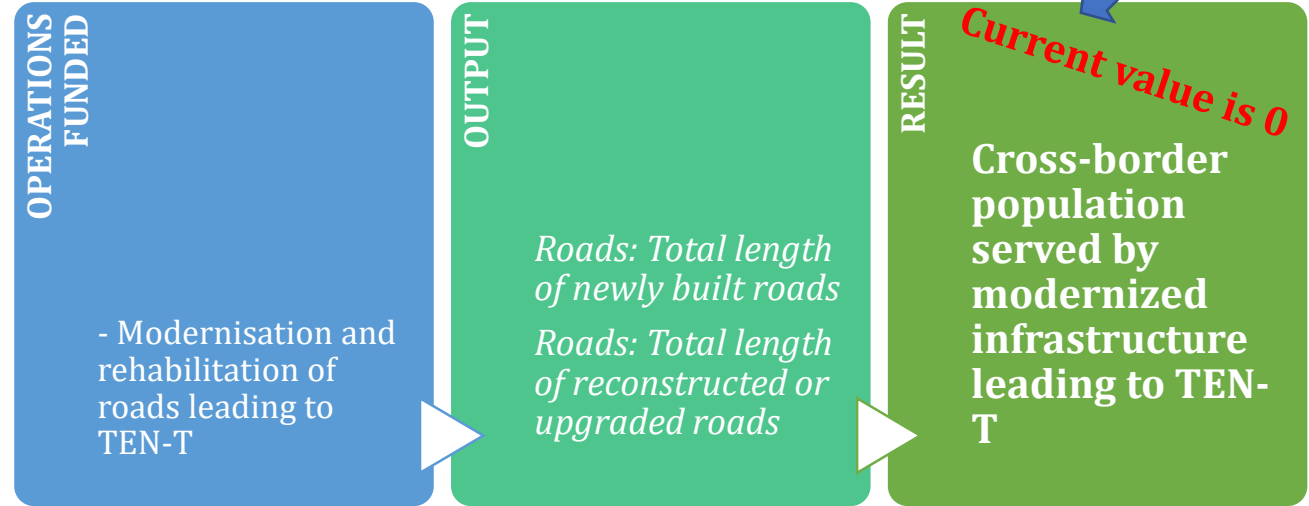 OPERATIONS
FUNDED
- Modernisation and
rehabilitation of
roads leading to
TEN-T
OUTPUT
Roads: Total length
of newly built roads
Roads: Total length
of reconstructed or
upgraded roads
RESULT
Current value is 0
Cross-border
population
served by
modernized
infrastructure
leading to TEN-
T